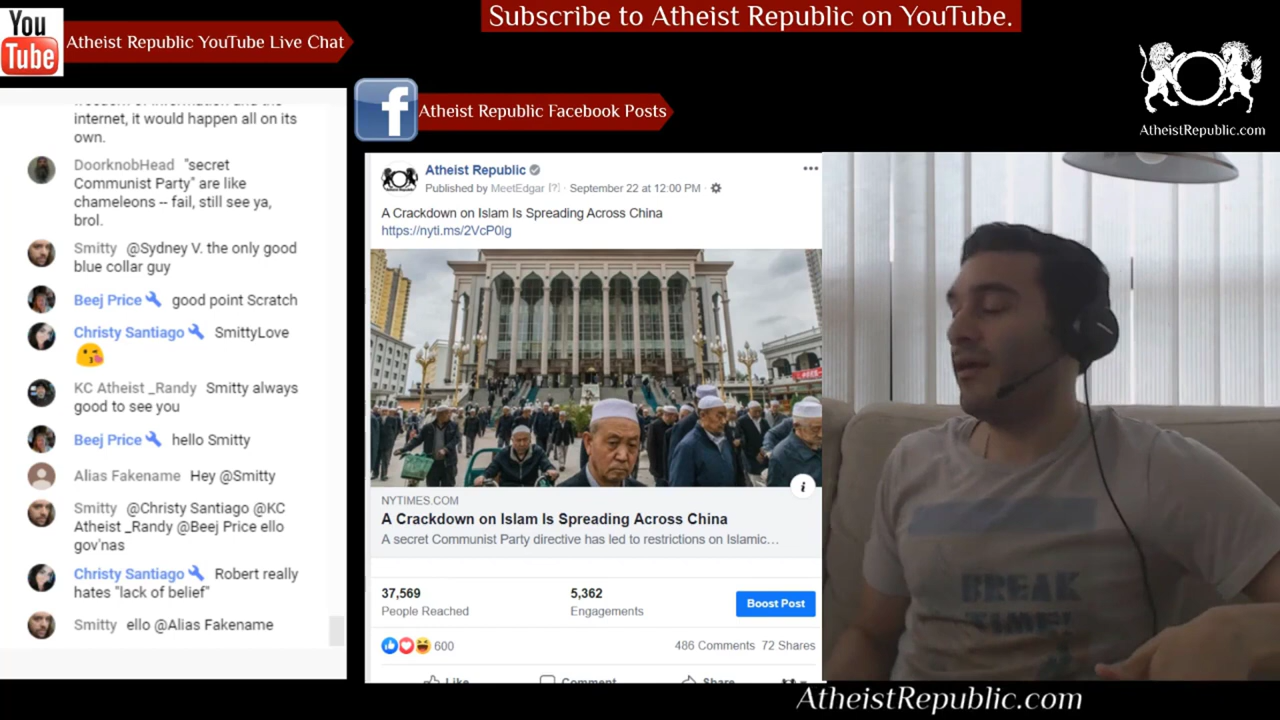 Subscribe to Atheist Republic on YouTube.
You
Tube
Atheist Republic YouTube Live Chat
AtheistRepublic.com
f
Atheist Republic Facebook Posts
internet, it would happen all on its
own.
DoorknobHead "secret
Communist Party" are like
chameleons -- fail, still see ya,
brol.
Smitty @Sydney V. the only good
blue collar guy
Beej Price good point Scratch
Christy Santiago SmittyLove
KC Atheist _Randy Smitty always
good to see you
Beej Price hello Smitty
Alias Fakename Hey @Smitty
Smitty @Christy Santiago @KC
Atheist _Randy @Beej Price ello
gov'nas
Christy Santiago Robert really
hates "lack of belief"
Smitty ello @Alias Fakename
Atheist Republic
Published by MeetEdgar [?] · September 22 at 12:00 PM ·
A Crackdown on Islam Is Spreading Across China
https://nyti.ms/2VcP0lg
i
NYTIMES.COM
A Crackdown on Islam Is Spreading Across China
A secret Communist Party directive has led to restrictions on Islamic…
37,569
People Reached
5,362
Engagements
Boost Post
600
486 Comments 72 Shares
Like
Comment
Share
BREAK
TIME!
AtheistRepublic.com